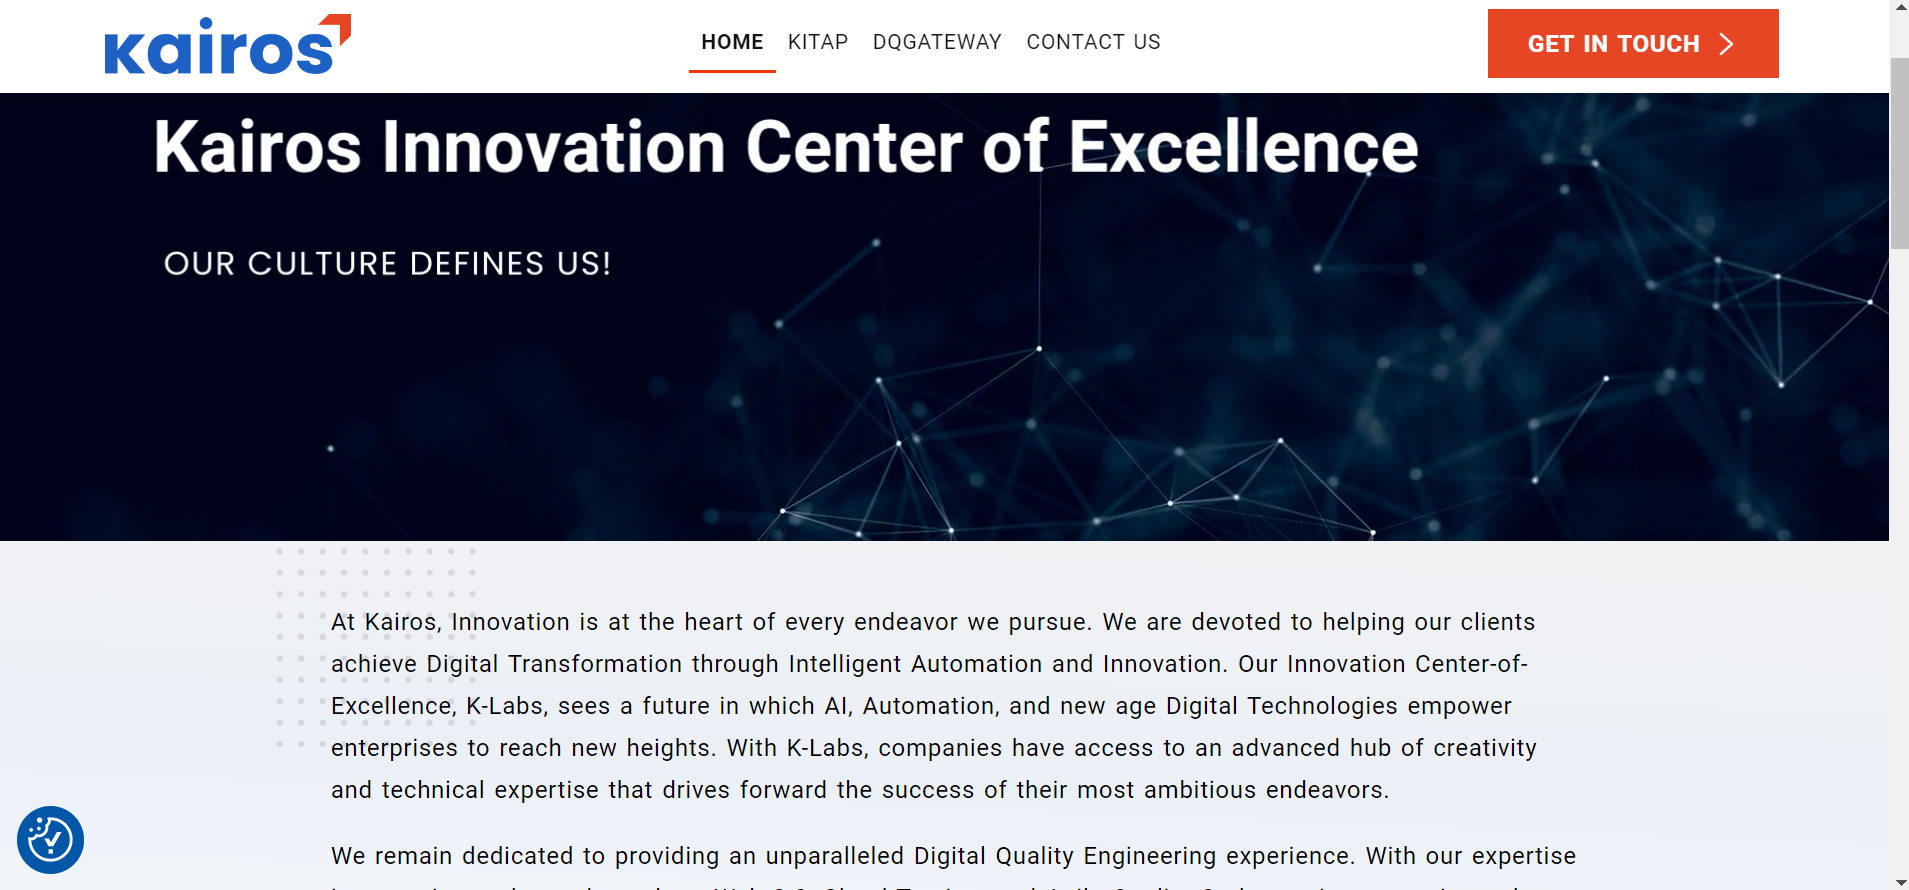 kairos
HOME KITAP DQGATEWAY CONTACT US
GET IN TOUCH
Kairos Innovation Center of Excellence
OUR CULTURE DEFINES US!
At Kairos, Innovation is at the heart of every endeavor we pursue. We are devoted to helping our clients
achieve Digital Transformation through Intelligent Automation and Innovation. Our Innovation Center-of-
Excellence, K-Labs, sees a future in which AI, Automation, and new age Digital Technologies empower
enterprises to reach new heights. With K-Labs, companies have access to an advanced hub of creativity
and technical expertise that drives forward the success of their most ambitious endeavors.
We remain dedicated to providing an unparalleled Digital Quality Engineering experience. With our expertise